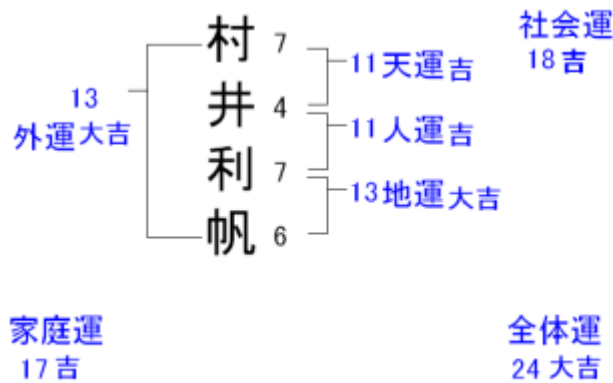 村 7
井 4
利 7
帆 6
11天運吉
11人運吉
13地運大吉
13
外運大吉
社会運
18吉
家庭運
17吉
全体運
24大吉